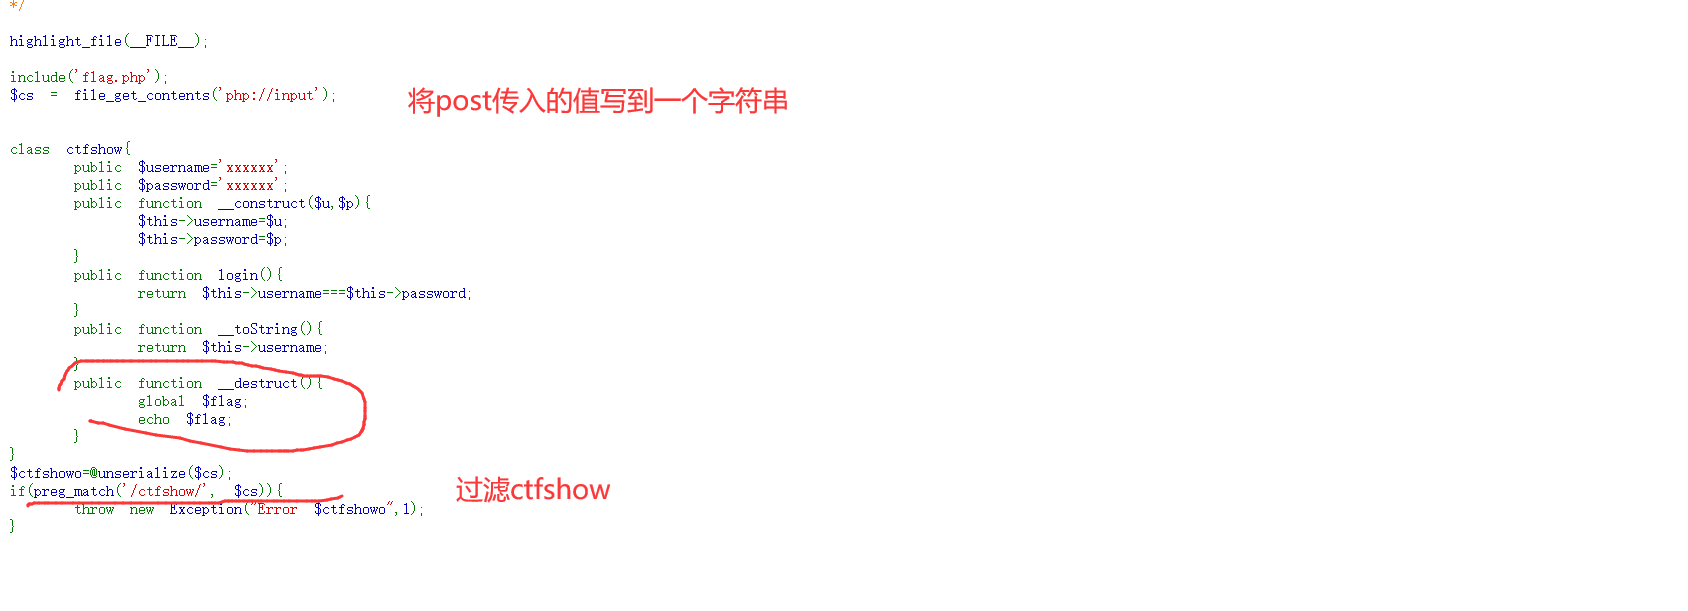 */
highlight_file(__FILE__);
include('flag.php');
$cs = file_get_contents('php://input');
将post传入的值写到一个字符串
class ctfshow{
public $username='xxxxxx';
public $password='xxxxxx';
public function __construct($u,$p){
$this->username=$u;
$this->password=$p;
}
public function login(){
return $this->username===$this->password;
}
public function __toString(){
return $this->username;
}
public function __destruct(){
global $flag;
echo $flag;
}
}
$ctfshowo=@unserialize($cs);
if(preg_match('/ctfshow/', $cs)){
过滤ctfshow
throw new Exception("Error $ctfshowo",1);
}